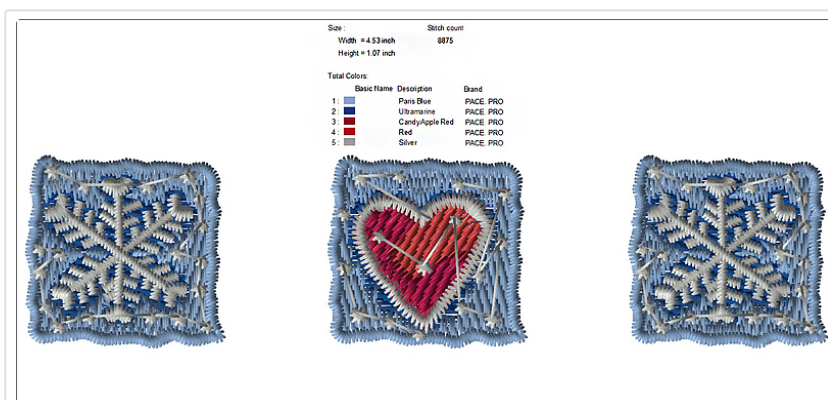 Size : Stitch count
Width = 4.53 inch 8875
Height = 1.07 inch
Total Colors:
Basic Name Description Brand
1 : Paris Blue PACE. PRO
2 : Ultramarine PACE. PRO
3 : Candy Apple Red PACE. PRO
4 : Red PACE. PRO
5 : Silver PACE. PRO